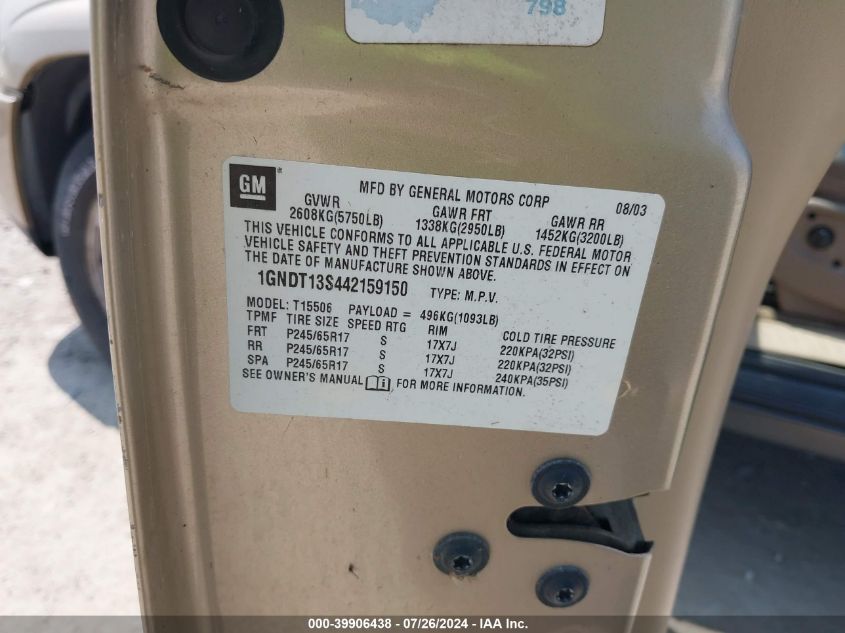 798
GM
MFD BY GENERAL MOTORS CORP 08/03
GVWR GAWR FRT GAWR RR
2608KG(5750LB) 1338KG(2950LB) 1452KG(3200LB)
THIS VEHICLE CONFORMS TO ALL APPLICABLE U.S. FEDERAL MOTOR
VEHICLE SAFETY AND THEFT PREVENTION STANDARDS IN EFFECT ON
THE DATE OF MANUFACTURE SHOWN ABOVE.
1GNDT13S442159150 TYPE: M.P.V.
MODEL: T15506 PAYLOAD = 496KG(1093LB)
TPMF TIRE SIZE SPEED RTG RIM COLD TIRE PRESSURE
FRT P245/65R17 S 17X7J 220KPA(32PSI)
RR P245/65R17 S 17X7J 220KPA(32PSI)
SPA P245/65R17 S 17X7J 240KPA(35PSI)
SEE OWNER'S MANUAL FOR MORE INFORMATION.
000-39906438 - 07/26/2024 - IAA Inc.